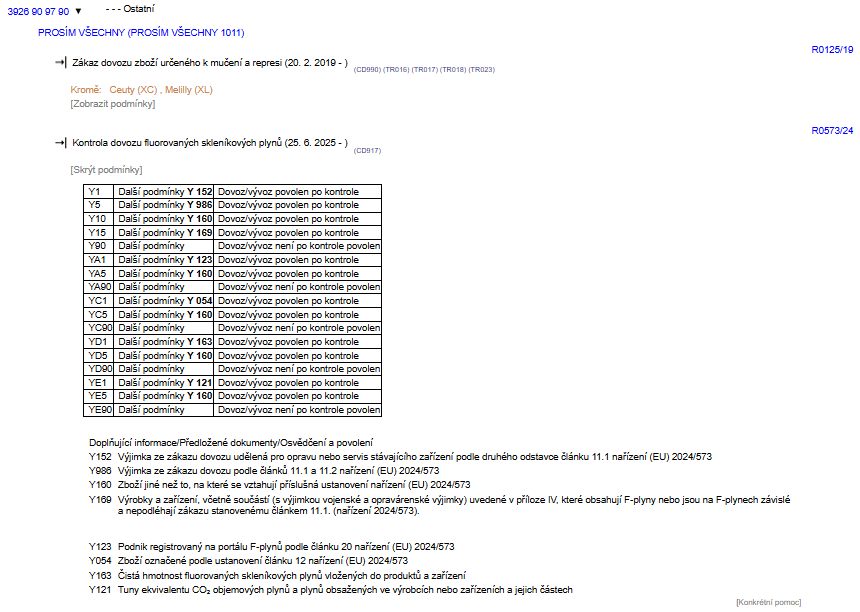 3926 90 97 90 ▼ - - - Ostatní
PROSÍM VŠECHNY (PROSÍM VŠECHNY 1011)
R0125/19
Zákaz dovozu zboží určeného k mučení a represi (20. 2. 2019 - ) (CD990) (TR016) (TR017) (TR018) (TR023)
Kromě: Ceuty (XC) , Melilly (XL)
[Zobrazit podmínky]
R0573/24
Kontrola dovozu fluorovaných skleníkových plynů (25. 6. 2025 - ) (CD917)
[Skrýt podmínky]
Y1 Další podmínky Y 152 Dovoz/vývoz povolen po kontrole
Y5 Další podmínky Y 986 Dovoz/vývoz povolen po kontrole
Y10 Další podmínky Y 160 Dovoz/vývoz povolen po kontrole
Y15 Další podmínky Y 169 Dovoz/vývoz povolen po kontrole
Y90 Další podmínky Dovoz/vývoz není po kontrole povolen
YA1 Další podmínky Y 123 Dovoz/vývoz povolen po kontrole
YA5 Další podmínky Y 160 Dovoz/vývoz povolen po kontrole
YA90 Další podmínky Dovoz/vývoz není po kontrole povolen
YC1 Další podmínky Y 054 Dovoz/vývoz povolen po kontrole
YC5 Další podmínky Y 160 Dovoz/vývoz povolen po kontrole
YC90 Další podmínky Dovoz/vývoz není po kontrole povolen
YD1 Další podmínky Y 163 Dovoz/vývoz povolen po kontrole
YD5 Další podmínky Y 160 Dovoz/vývoz povolen po kontrole
YD90 Další podmínky Dovoz/vývoz není po kontrole povolen
YE1 Další podmínky Y 121 Dovoz/vývoz povolen po kontrole
YE5 Další podmínky Y 160 Dovoz/vývoz povolen po kontrole
YE90 Další podmínky Dovoz/vývoz není po kontrole povolen
Doplňující informace/Předložené dokumenty/Osvědčení a povolení
Y152 Výjimka ze zákazu dovozu udělená pro opravu nebo servis stávajícího zařízení podle druhého odstavce článku 11.1 nařízení (EU) 2024/573
Y986 Výjimka ze zákazu dovozu podle článků 11.1 a 11.2 nařízení (EU) 2024/573
Y160 Zboží jiné než to, na které se vztahují příslušná ustanovení nařízení (EU) 2024/573
Y169 Výrobky a zařízení, včetně součástí (s výjimkou vojenské a opravárenské výjimky) uvedené v příloze IV, které obsahují F-plyny nebo jsou na F-plynech závislé
a nepodléhají zákazu stanovenému článkem 11.1. (nařízení 2024/573).
Y123 Podnik registrovaný na portálu F-plynů podle článku 20 nařízení (EU) 2024/573
Y054 Zboží označené podle ustanovení článku 12 nařízení (EU) 2024/573
Y163 Čistá hmotnost fluorovaných skleníkových plynů vložených do produktů a zařízení
Y121 Tuny ekvivalentu CO₂ objemových plynů a plynů obsažených ve výrobcích nebo zařízeních a jejich částech
[Konkrétní pomoc]